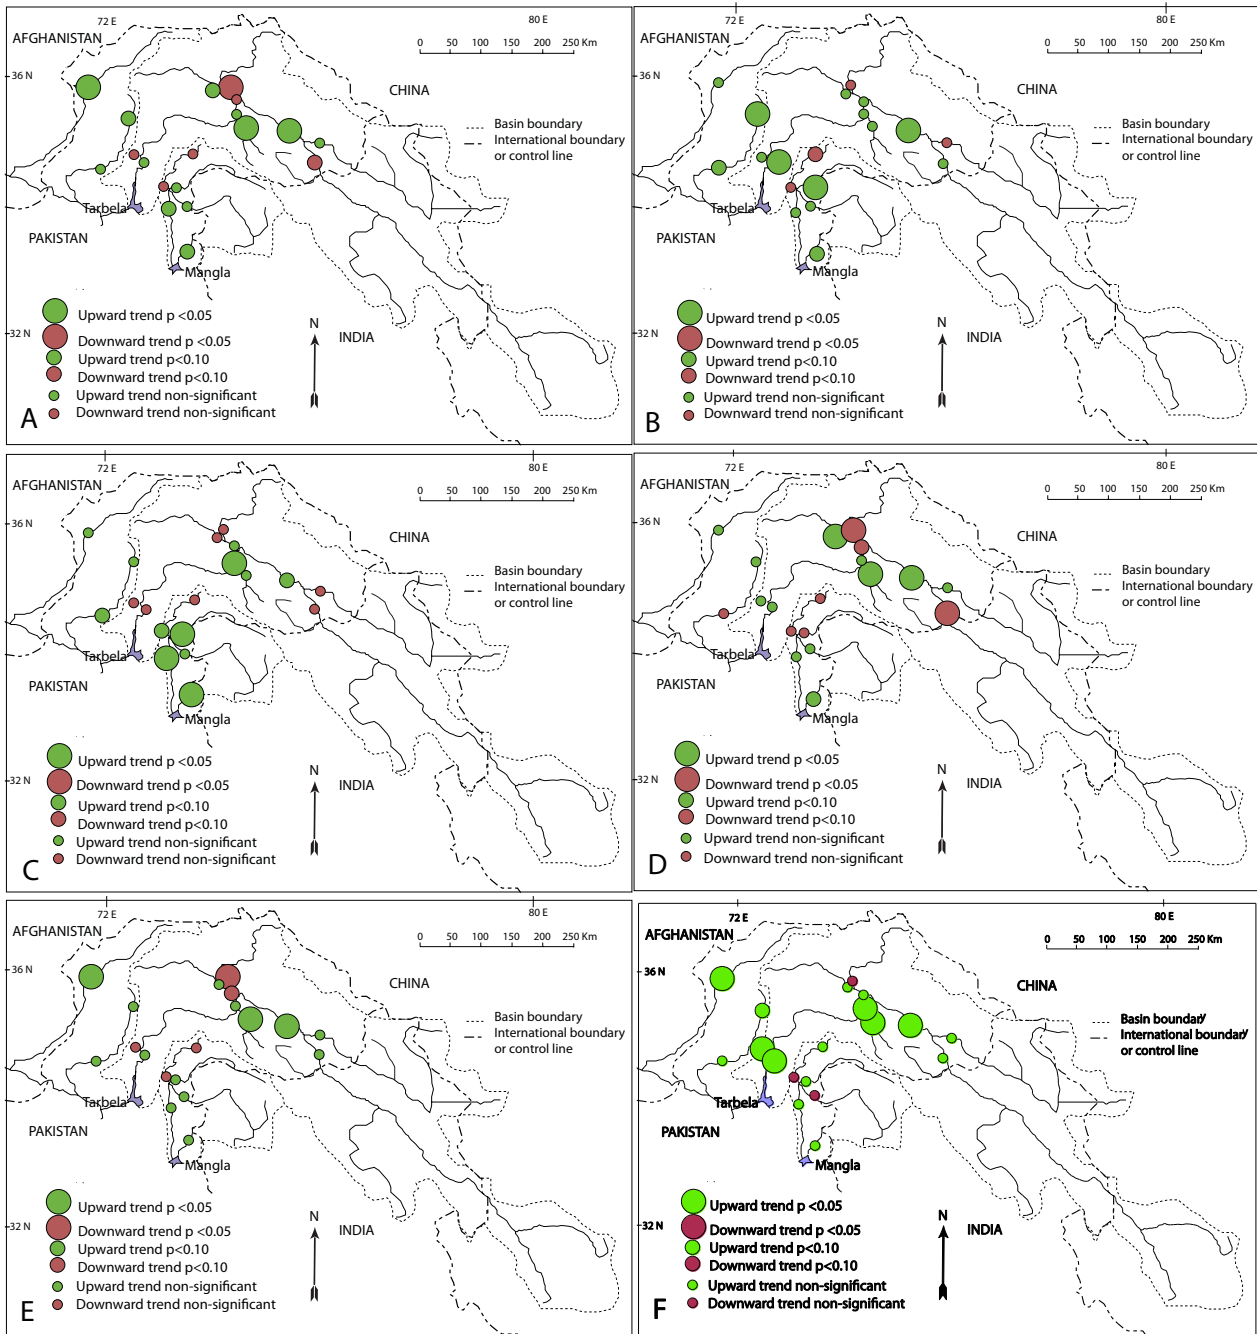 72 E
80 E
AFGHANISTAN
0 50 100 150 200 250 Km
36 N
CHINA
Basin boundary
International boundary
or control line
Tarbela
PAKISTAN
Mangla
Upward trend p <0.05
N
32 N
INDIA
Downward trend p <0.05
Upward trend p<0.10
Downward trend p<0.10
Upward trend non-significant
Downward trend non-significant
A
72 E
80 E
AFGHANISTAN
0 50 100 150 200 250 Km
36 N
CHINA
Basin boundary
International boundary
or control line
Tarbela
PAKISTAN
Mangla
Upward trend p <0.05
N
32 N
INDIA
Downward trend p <0.05
Upward trend p<0.10
Downward trend p<0.10
Upward trend non-significant
Downward trend non-significant
B
72 E
80 E
AFGHANISTAN
0 50 100 150 200 250 Km
36 N
CHINA
Basin boundary
International boundary
or control line
Tarbela
PAKISTAN
Mangla
Upward trend p <0.05
N
32 N
INDIA
Downward trend p <0.05
Upward trend p<0.10
Downward trend p<0.10
Upward trend non-significant
Downward trend non-significant
C
72 E
80 E
AFGHANISTAN
0 50 100 150 200 250 Km
36 N
CHINA
Basin boundary
International boundary
or control line
Tarbela
PAKISTAN
Mangla
Upward trend p <0.05
N
32 N
INDIA
Downward trend p <0.05
Upward trend p<0.10
Downward trend p<0.10
Upward trend non-significant
Downward trend non-significant
D
72 E
80 E
AFGHANISTAN
0 50 100 150 200 250 Km
36 N
CHINA
Basin boundary
International boundary
or control line
Tarbela
PAKISTAN
Mangla
Upward trend p <0.05
N
32 N
INDIA
Downward trend p <0.05
Upward trend p<0.10
Downward trend p<0.10
Upward trend non-significant
Downward trend non-significant
E
72 E
80 E
AFGHANISTAN
0 50 100 150 200 250 Km
36 N
CHINA
Basin boundary
International boundary
or control line
Tarbela
PAKISTAN
Mangla
Upward trend p <0.05
N
32 N
INDIA
Downward trend p <0.05
Upward trend p<0.10
Downward trend p<0.10
Upward trend non-significant
Downward trend non-significant
F